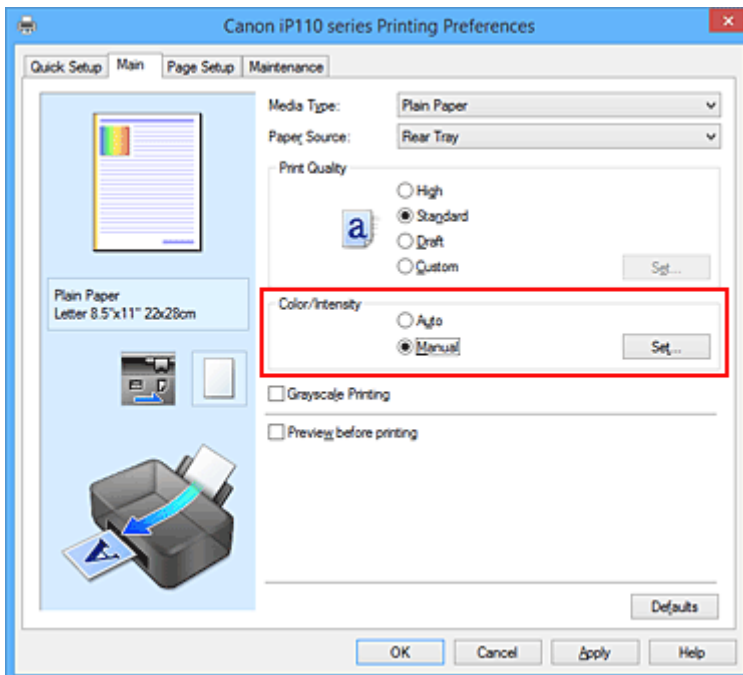 Canon iP110 series Printing Preferences
Quick Setup Main Page Setup Maintenance
Media Type: Plain Paper
Paper Source: Rear Tray
Print Quality
High
a Standard
Draft
Custom Set...
Plain Paper
Letter 8.5"x11" 22x28cm
Color/Intensity
Auto
Manual Set...
Grayscale Printing
Preview before printing
A
Defaults
OK Cancel Apply Help